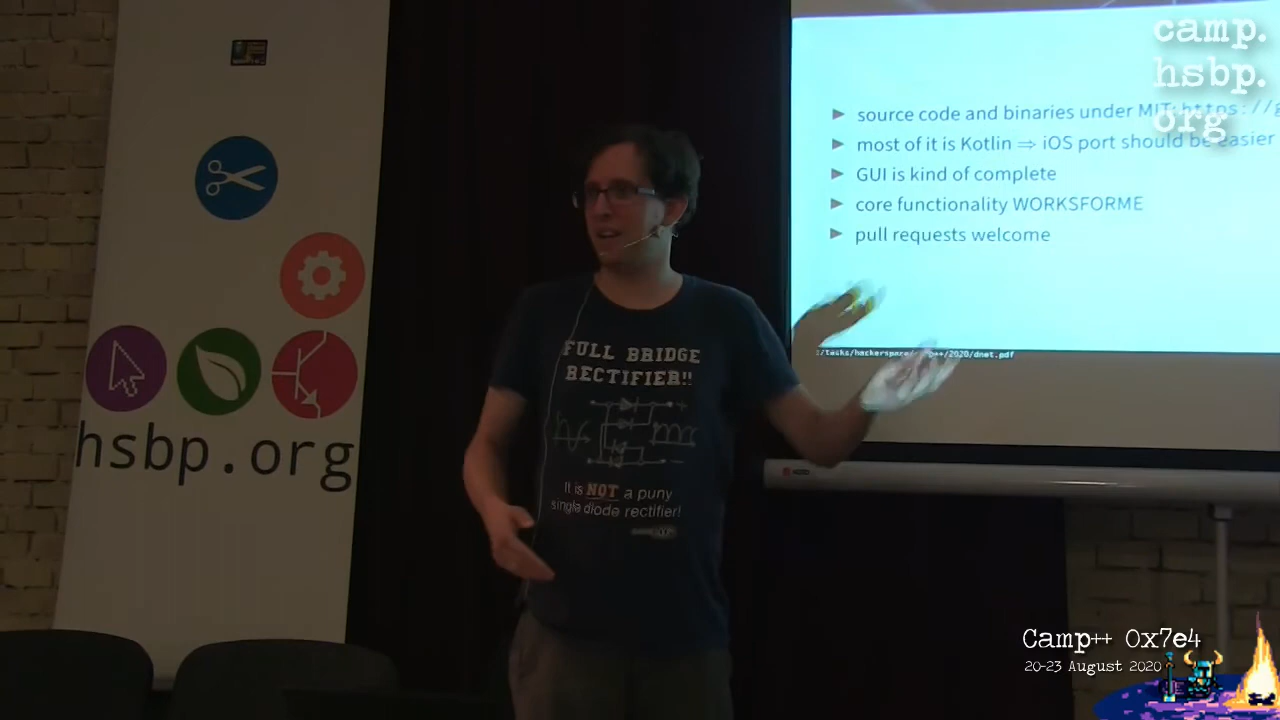 hsbp.org
FULL BRIDGE
RECTIFIER!!
+
It is NOT a puny
single diode rectifier!
source code and binaries under MIT: https://g
most of it is Kotlin ⇒ iOS port should be easier
GUI is kind of complete
core functionality WORKSFORME
pull requests welcome
camp.
hsbp.
org
Camp++ 0x7e4
20-23 August 2020